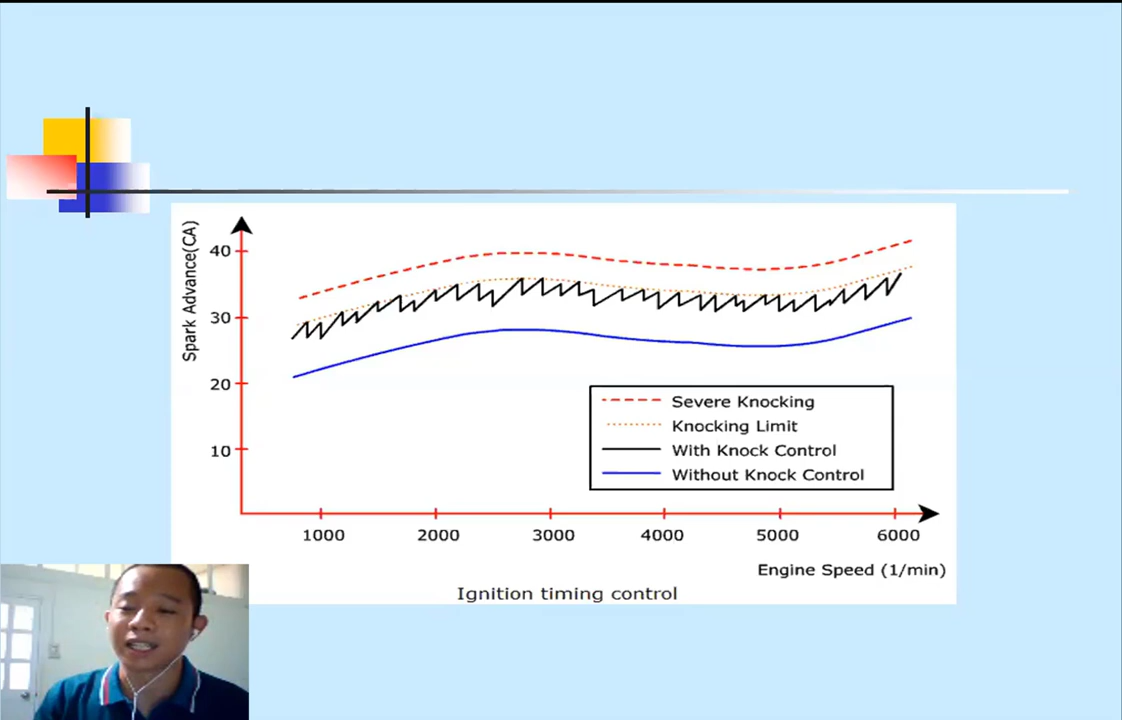 Spark Advance(CA)
40
30
20
10
Severe Knocking
Knocking Limit
With Knock Control
Without Knock Control
1000 2000 3000 4000 5000 6000
Engine Speed (1/min)
Ignition timing control